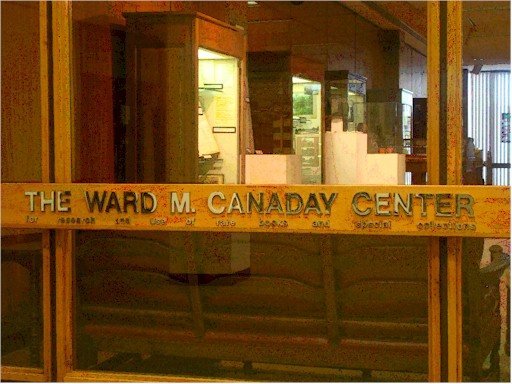 THE WARD M. CANADAY CENTER
for research and use of rare books and special collections